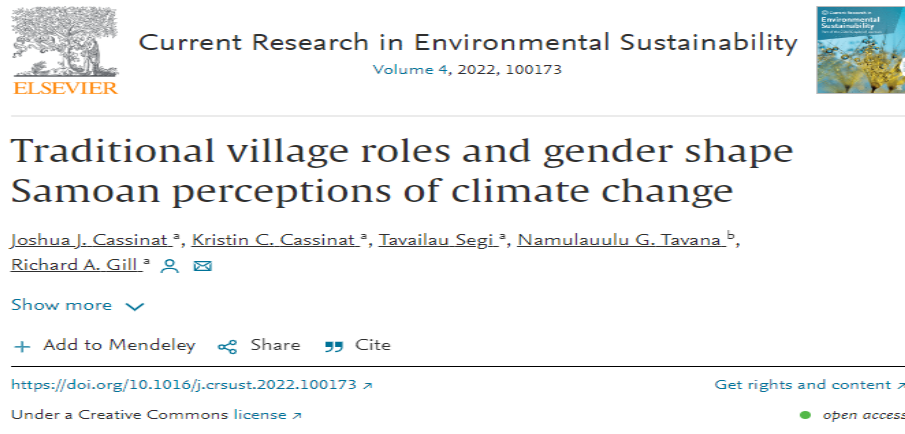 Current Research in Environmental Sustainability
Volume 4, 2022, 100173
ELSEVIER
Environmental
Sustainability
Traditional village roles and gender shape
Samoan perceptions of climate change
Joshua J. Cassinat a, Kristin C. Cassinat a, Tavailau Segi a, Namulauulu G. Tavana b,
Richard A. Gill a
Show more
+ Add to Mendeley Share Cite
https://doi.org/10.1016/j.crsust.2022.100173 ↗ Get rights and content ↗
Under a Creative Commons license ↗ open access